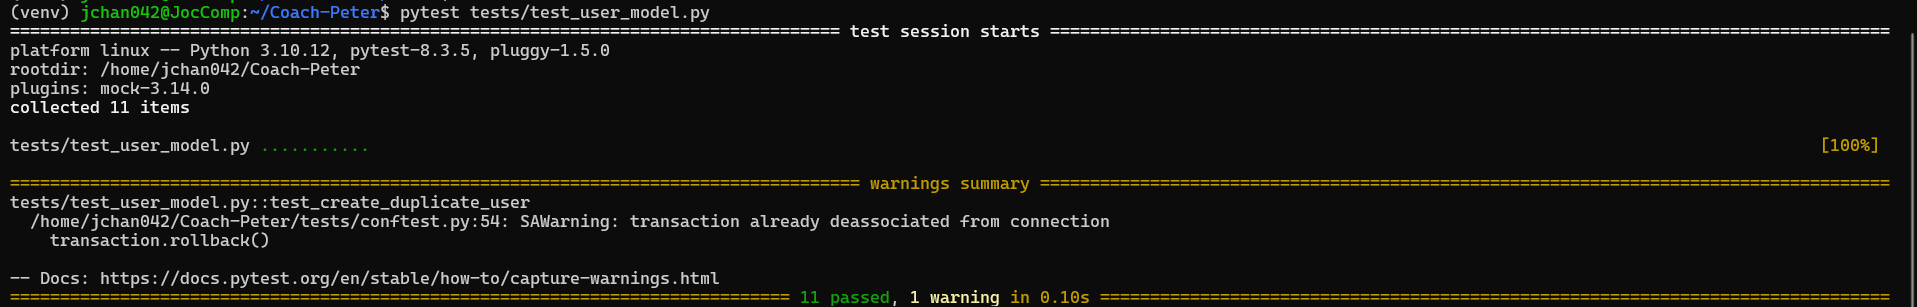 (venv) jchan042@JocComp:~/Coach-Peter$ pytest tests/test_user_model.py
=================================================================================== test session starts ====================================================================================
platform linux -- Python 3.10.12, pytest-8.3.5, pluggy-1.5.0
rootdir: /home/jchan042/Coach-Peter
plugins: mock-3.14.0
collected 11 items
tests/test_user_model.py ........... [100%]
===================================================================================== warnings summary =====================================================================================
tests/test_user_model.py::test_create_duplicate_user
/home/jchan042/Coach-Peter/tests/conftest.py:54: SAWarning: transaction already deassociated from connection
transaction.rollback()
-- Docs: https://docs.pytest.org/en/stable/how-to/capture-warnings.html
============================================================================== 11 passed, 1 warning in 0.10s ===============================================================================